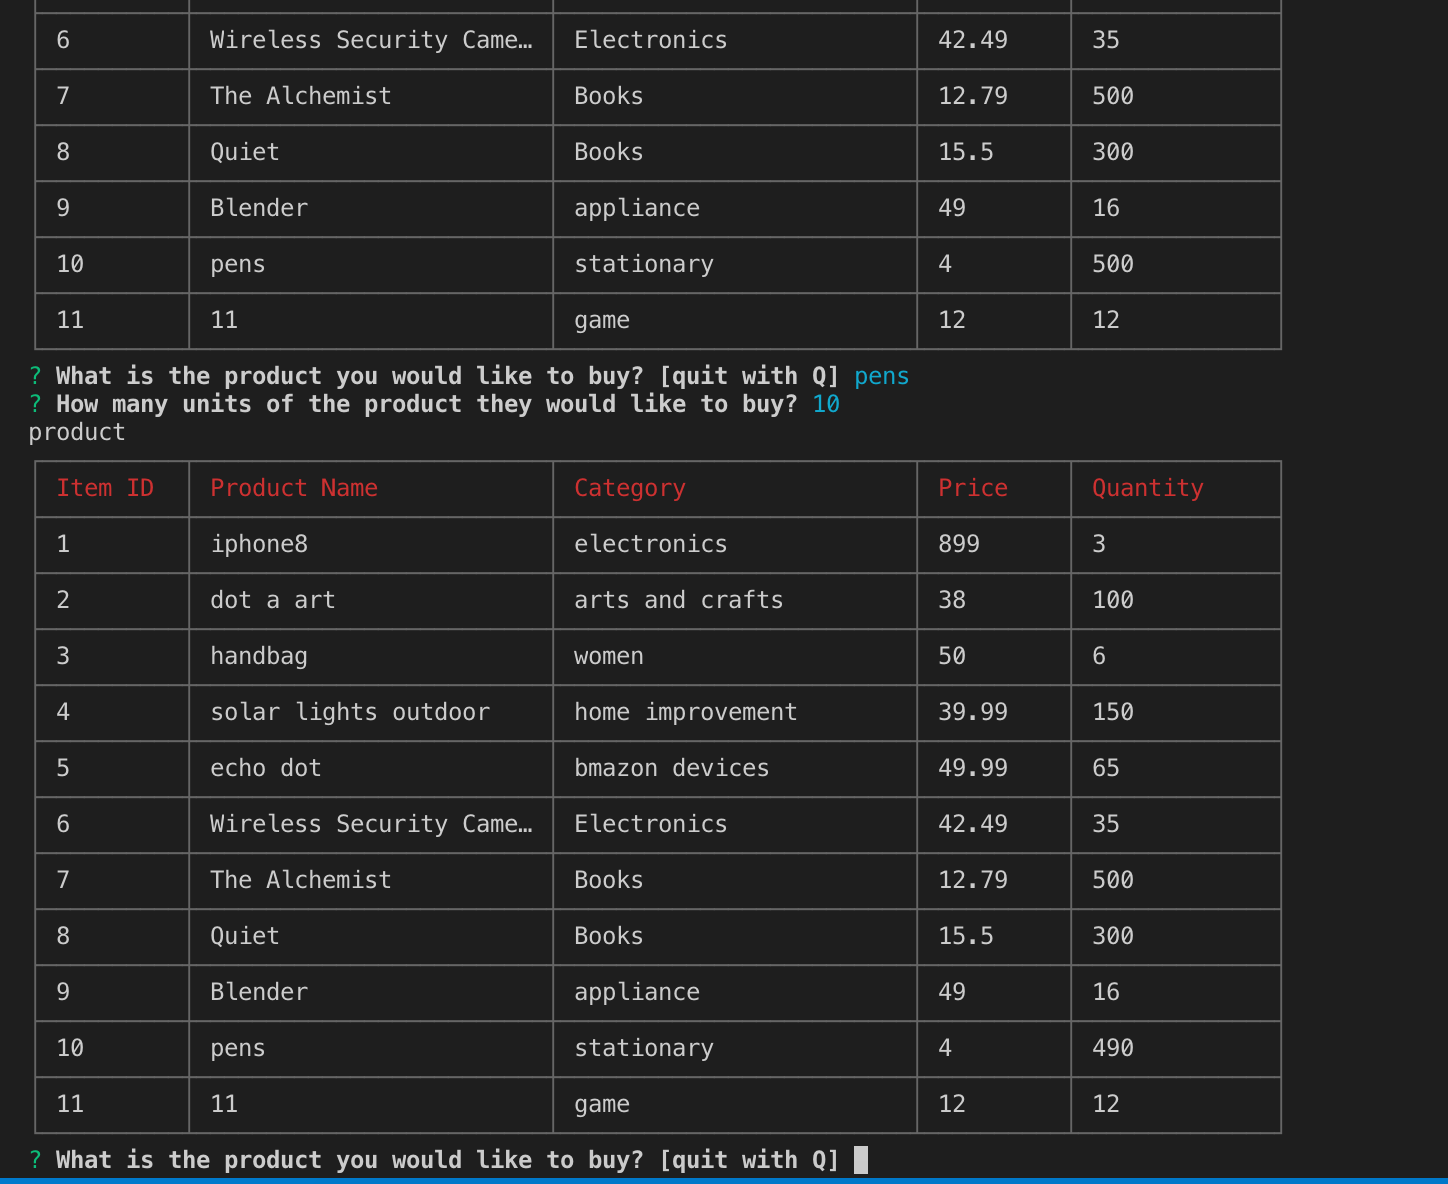 6 Wireless Security Came… Electronics 42.49 35
7 The Alchemist Books 12.79 500
8 Quiet Books 15.5 300
9 Blender appliance 49 16
10 pens stationary 4 500
11 11 game 12 12
? What is the product you would like to buy? [quit with Q] pens
? How many units of the product they would like to buy? 10
product
Item ID Product Name Category Price Quantity
1 iphone8 electronics 899 3
2 dot a art arts and crafts 38 100
3 handbag women 50 6
4 solar lights outdoor home improvement 39.99 150
5 echo dot bmazon devices 49.99 65
6 Wireless Security Came… Electronics 42.49 35
7 The Alchemist Books 12.79 500
8 Quiet Books 15.5 300
9 Blender appliance 49 16
10 pens stationary 4 490
11 11 game 12 12
? What is the product you would like to buy? [quit with Q]